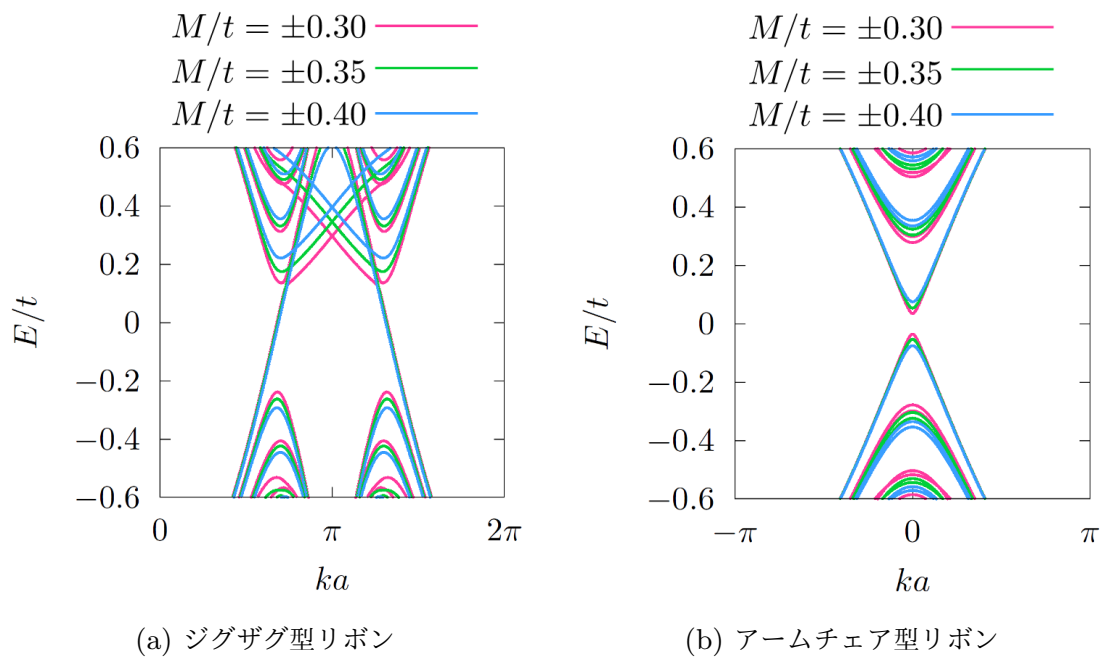 M/t = ±0.30
M/t = ±0.35
M/t = ±0.40
0.6
0.4
0.2
0
−0.2
−0.4
−0.6
E/t
0
π
2π
ka
(a) ジグザグ型リボン
M/t = ±0.30
M/t = ±0.35
M/t = ±0.40
0.6
0.4
0.2
0
−0.2
−0.4
−0.6
E/t
−π
0
π
ka
(b) アームチェア型リボン